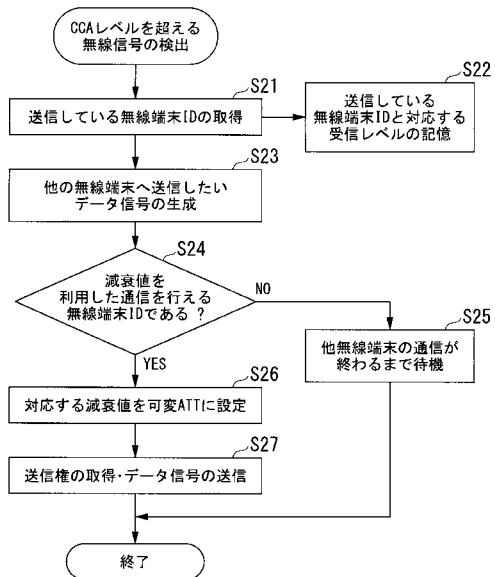 CCAレベルを超える
無線信号の検出
S21
送信している無線端末IDの取得
S22
送信している
無線端末IDと対応する
受信レベルの記憶
S23
他の無線端末へ送信したい
データ信号の生成
S24
減衰値を
利用した通信を行える
無線端末IDである ?
NO
YES
S25
他無線端末の通信が
終わるまで待機
S26
対応する減衰値を可変ATTに設定
S27
送信権の取得・データ信号の送信
終了